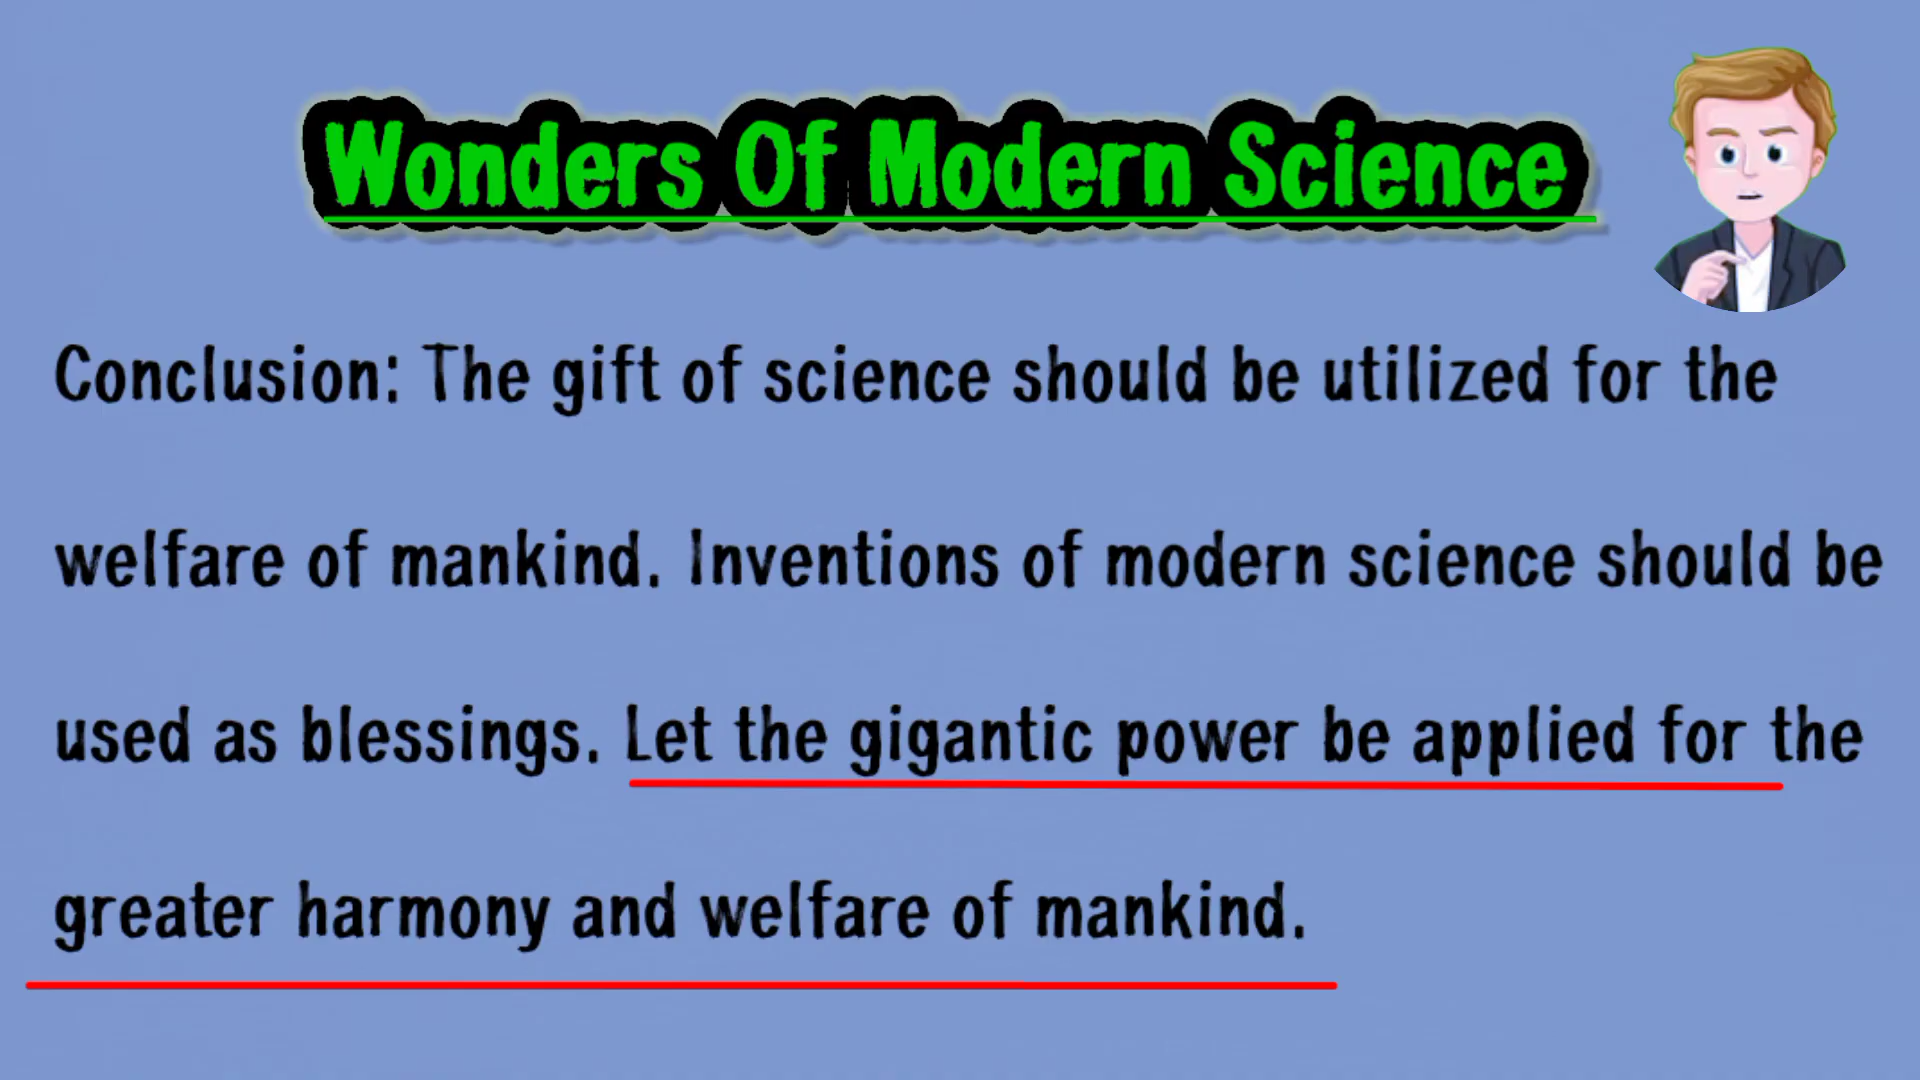 Wonders Of Modern Science
Conclusion: The gift of science should be utilized for the
welfare of mankind. Inventions of modern science should be
used as blessings. Let the gigantic power be applied for the
greater harmony and welfare of mankind.